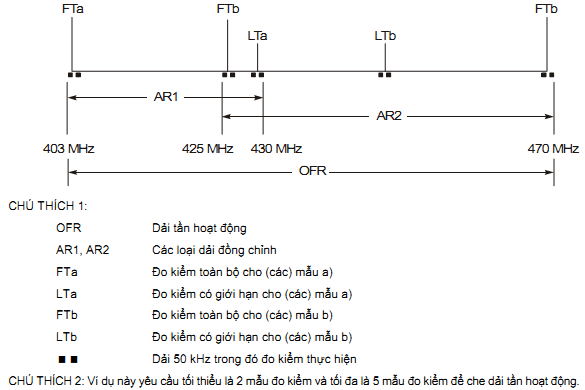 FTa FTb FTb
LTa LTb
AR1
AR2
403 MHz 425 MHz 430 MHz 470 MHz
OFR
CHÚ THÍCH 1:
OFR Dải tần hoạt động
AR1, AR2 Các loại dải đồng chỉnh
FTa Đo kiểm toàn bộ cho (các) mẫu a)
LTa Đo kiểm có giới hạn cho (các) mẫu a)
FTb Đo kiểm toàn bộ cho (các) mẫu b)
LTb Đo kiểm có giới hạn cho (các) mẫu b)
■ ■ Dải 50 kHz trong đó đo kiểm thực hiện
CHÚ THÍCH 2: Ví dụ này yêu cầu tối thiểu là 2 mẫu đo kiểm và tối đa là 5 mẫu đo kiểm để che dải tần hoạt động.